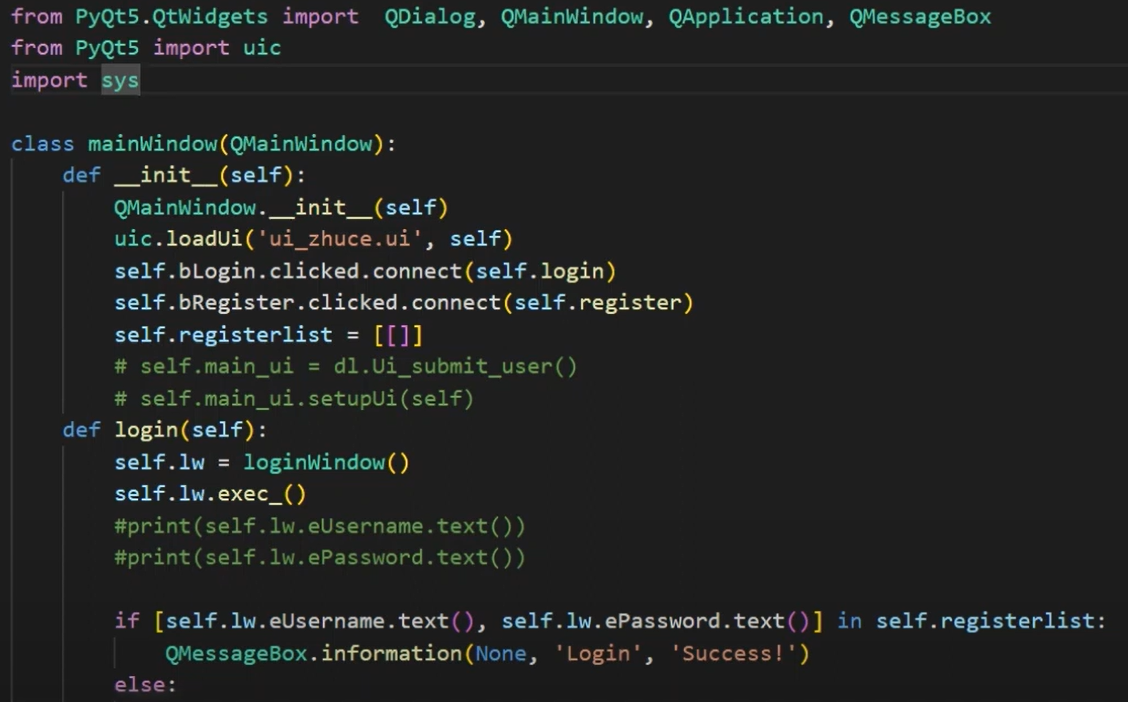 from PyQt5.QtWidgets import  QDialog, QMainWindow, QApplication, QMessageBox
from PyQt5 import uic
import sys

class mainWindow(QMainWindow):
    def __init__(self):
        QMainWindow.__init__(self)
        uic.loadUi('ui_zhuce.ui', self)
        self.bLogin.clicked.connect(self.login)
        self.bRegister.clicked.connect(self.register)
        self.registerlist = [[]]
        # self.main_ui = dl.Ui_submit_user()
        # self.main_ui.setupUi(self)
    def login(self):
        self.lw = loginWindow()
        self.lw.exec_()
        #print(self.lw.eUsername.text())
        #print(self.lw.ePassword.text())

        if [self.lw.eUsername.text(), self.lw.ePassword.text()] in self.registerlist:
            QMessageBox.information(None, 'Login', 'Success!')
        else: